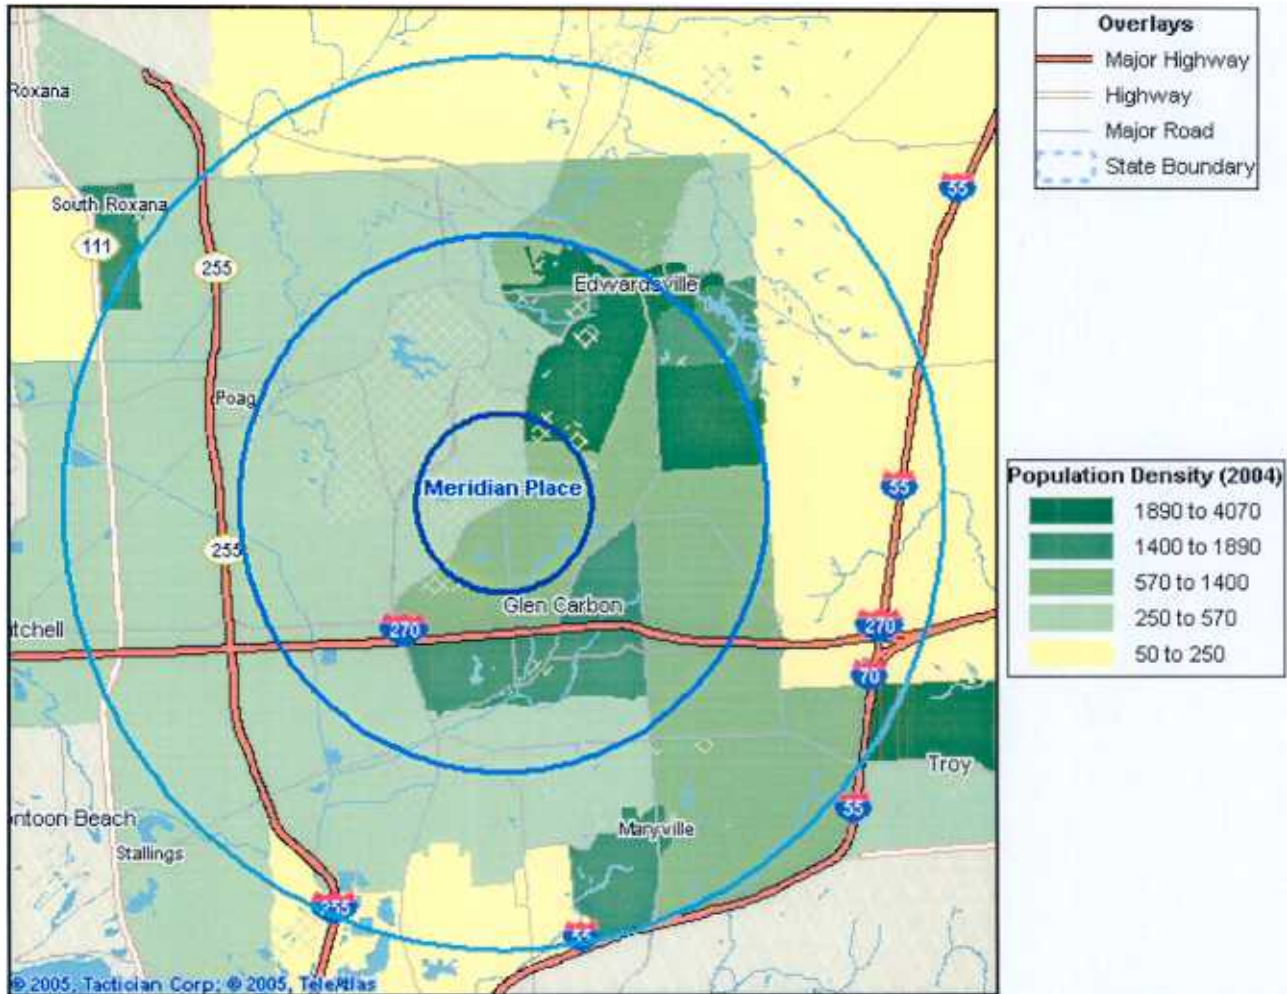 Roxana
South Roxana
111
255
55
Edwardsville
Poag
Meridian Place
55
255
Glen Carbon
270
270
tchell
70
Troy
55
ntoon Beach
Maryville
Stallings
255
55
© 2005, Tactician Corp; © 2005, TeleAtlas
Overlays
Major Highway
Highway
Major Road
State Boundary
Population Density (2004)
1890 to 4070
1400 to 1890
570 to 1400
250 to 570
50 to 250